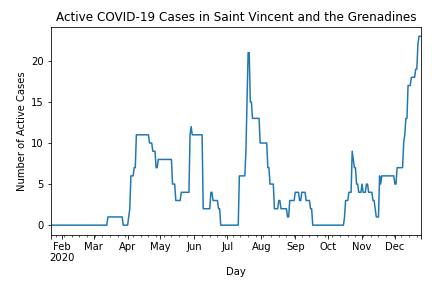 Active COVID-19 Cases in Saint Vincent and the Grenadines
Number of Active Cases
20
15
10
5
0
Feb Mar Apr May Jun Jul Aug Sep Oct Nov Dec
2020
Day